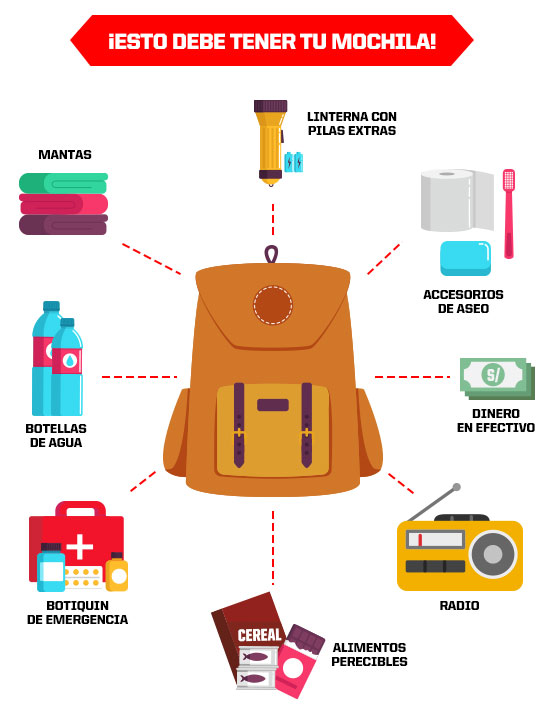 ¡ESTO DEBE TENER TU MOCHILA!
LINTERNA CON
PILAS EXTRAS
MANTAS
ACCESORIOS
DE ASEO
S/
DINERO
EN EFECTIVO
BOTELLAS
DE AGUA
BOTIQUIN
DE EMERGENCIA
RADIO
CEREAL
ALIMENTOS
PERECIBLES